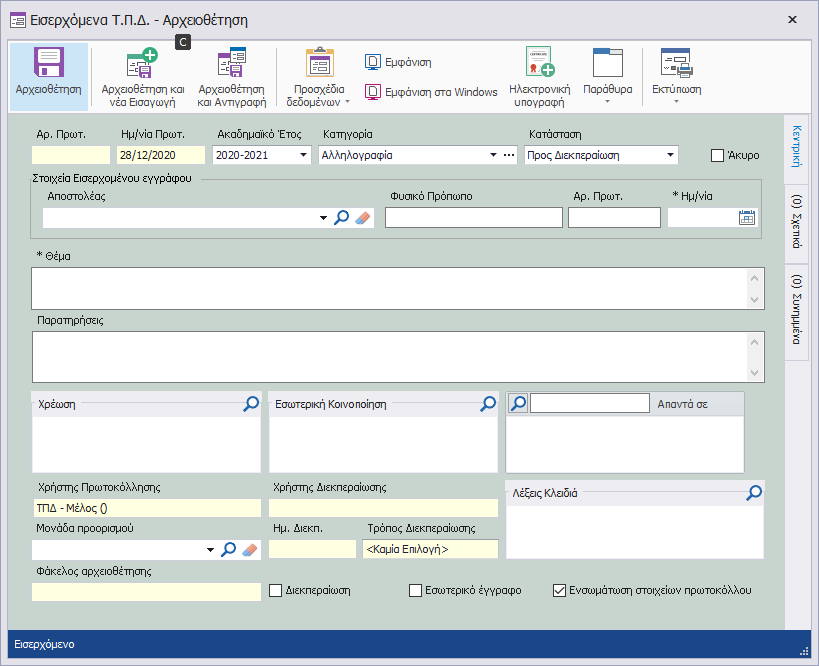 Εισερχόμενα Τ.Π.Δ. - Αρχειοθέτηση
C
Αρχειοθέτηση
Αρχειοθέτηση και
νέα Εισαγωγή
Αρχειοθέτηση
και Αντιγραφή
Προσχέδια
δεδομένων
Εμφάνιση
Εμφάνιση στα Windows
Ηλεκτρονική
υπογραφή
Παράθυρα
Εκτύπωση
Αρ. Πρωτ.
Ημ/νία Πρωτ.
Ακαδημαϊκό Έτος
Κατηγορία
Κατάσταση
28/12/2020
2020-2021
Αλληλογραφία
Προς Διεκπεραίωση
Άκυρο
Στοιχεία Εισερχομένου εγγράφου
Αποστολέας
Φυσικό Πρόπωπο
Αρ. Πρωτ.
* Ημ/νία
* Θέμα
Παρατηρήσεις
Χρέωση
Εσωτερική Κοινοποίηση
Απαντά σε
Χρήστης Πρωτοκόλλησης
Χρήστης Διεκπεραίωσης
Λέξεις Κλειδιά
ΤΠΔ - Μέλος ()
Μονάδα προορισμού
Ημ. Διεκπ.
Τρόπος Διεκπεραίωσης
<Καμία Επιλογή>
Φάκελος αρχειοθέτησης
Διεκπεραίωση
Εσωτερικό έγγραφο
Ενσωμάτωση στοιχείων πρωτοκόλλου
Κεντρική
(0) Σχετικά
(0) Συνημμένα
Εισερχόμενο